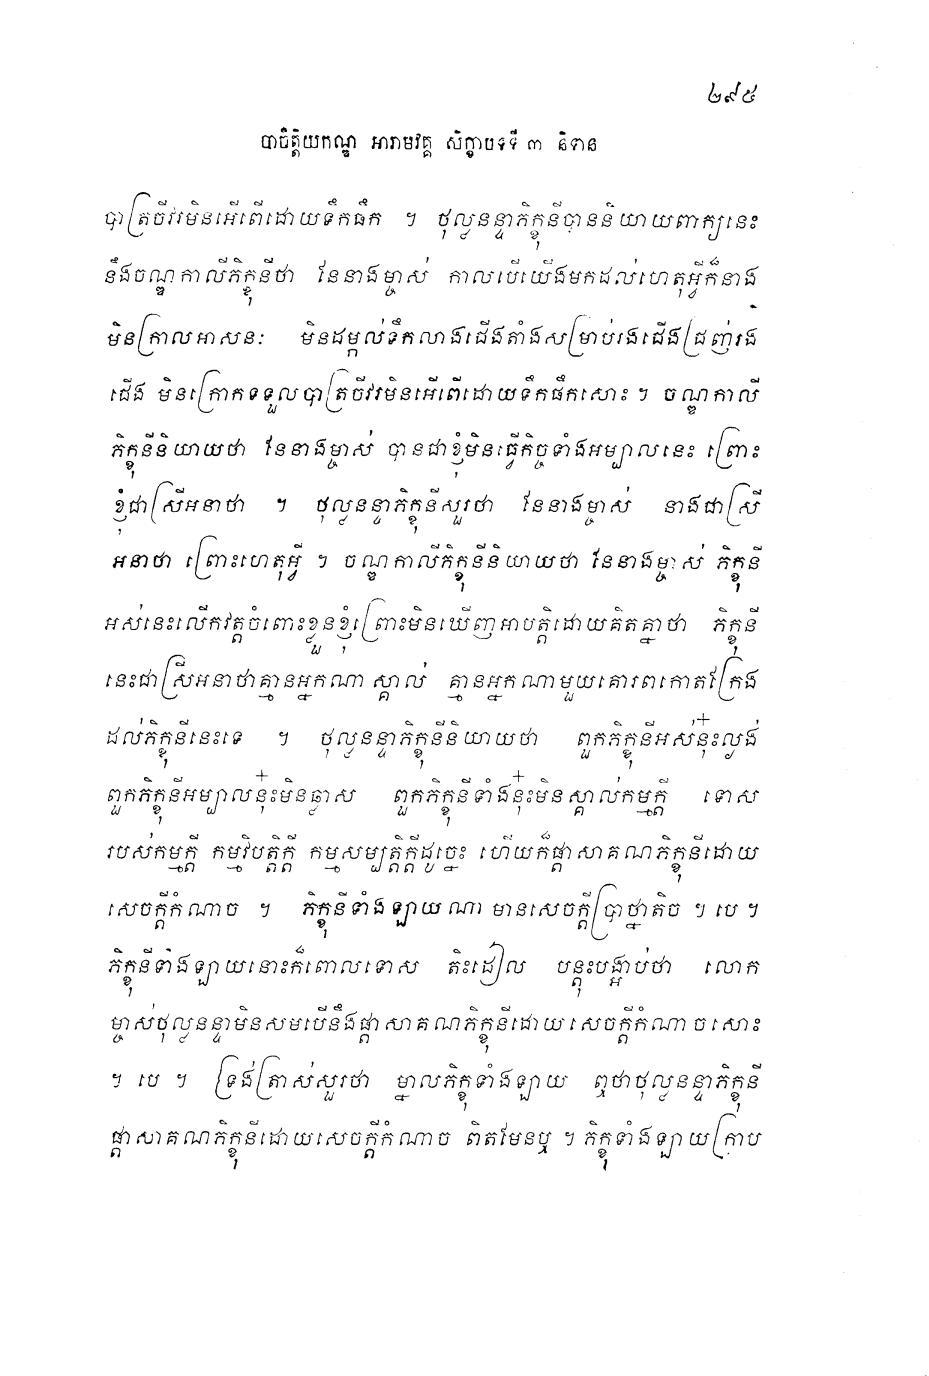 ២៩៥
បាចិត្តិយកណ្ឌ អារាមវគ្គ សិក្ខាបទទី ៣ និទាន
បាត្រចីវរមិនអើពើដោយទឹកផឹក ។ ថុល្លនន្ទាភិក្ខុនីបាននិយាយពាក្យនេះ
នឹងចណ្ឌកាលីភិក្ខុនីថា នែនាងម្ចាស់ កាលបើយើងមកដល់ហេតុអ្វីក៏នាង
មិនក្រាលអាសនៈ មិនដម្កល់ទឹកលាងជើងតាំងសម្រាប់រងជើងជ្រញ់រង
ជើង មិនក្រោកទទួលបាត្រចីវរមិនអើពើដោយទឹកផឹកសោះ ។ ចណ្ឌកាលី
ភិក្ខុនីនិយាយថា នែនាងម្ចាស់ បានជាខ្ញុំមិនធ្វើកិច្ចទាំងអម្បាលនេះ ព្រោះ
ខ្ញុំជាស្រីអនាថា ។ ថុល្លនន្ទាភិក្ខុនីសួរថា នែនាងម្ចាស់ នាងជាស្រី
អនាថា ព្រោះហេតុអ្វី ។ ចណ្ឌកាលីភិក្ខុនីនិយាយថា នែនាងម្ចាស់ ភិក្ខុនី
អស់នេះលើកវត្តចំពោះខ្លួនខ្ញុំព្រោះមិនឃើញអាបត្តិដោយគិតគ្នាថា ភិក្ខុនី
នេះជាស្រីអនាថាគ្មានអ្នកណាស្គាល់ គ្មានអ្នកណាមួយគោរពកោតក្រែង
ដល់ភិក្ខុនីនេះទេ ។ ថុល្លនន្ទាភិក្ខុនីនិយាយថា ពួកភិក្ខុនីអស់នុ៎ះល្ងង់
ពួកភិក្ខុនីអម្បាលនុ៎ះមិនឆ្លាស ពួកភិក្ខុនីទាំងនុ៎ះមិនស្គាល់កម្មក្តី ទោស
របស់កម្មក្តី កម្មវិបត្តិក្តី កម្មសម្បត្តិក្តីដូច្នេះ ហើយក៏ផ្តាសាគណភិក្ខុនីដោយ
សេចក្តីកំណាច ។ ភិក្ខុនីទាំងឡាយណា មានសេចក្តីប្រាថ្នាតិច ។ បេ ។
ភិក្ខុនីទាំងឡាយនោះក៏ពោលទោស តិះដៀល បន្តុះបង្អាប់ថា លោក
ម្ចាស់ថុល្លនន្ទាមិនសមបើនឹងផ្តាសាគណភិក្ខុនីដោយសេចក្តីកំណាចសោះ
។ បេ ។ ទ្រង់ត្រាស់សួរថា ម្នាលភិក្ខុទាំងឡាយ ឮថាថុល្លនន្ទាភិក្ខុនី
ផ្តាសាគណភិក្ខុនីដោយសេចក្តីកំណាច ពិតមែនឬ ។ ភិក្ខុទាំងឡាយក្រាប